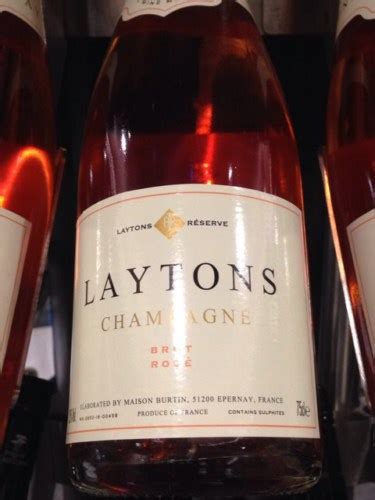 LAYTONS RÉSERVE
LAYTONS
CHAMPAGNE
BRUT
ROSÉ
ELABORATED BY MAISON BURTIN, 51200 EPERNAY, FRANCE
PRODUCE OF FRANCE CONTAINS SULPHITES
75cl e